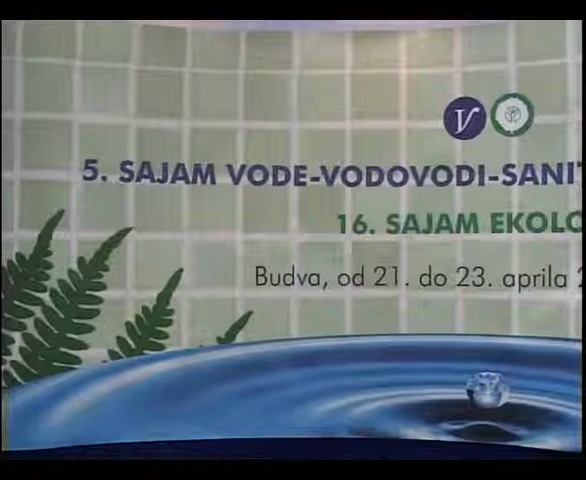 V
5. SAJAM VODE-VODOVODI-SANI
16. SAJAM EKOLO
Budva, od 21. do 23. aprila